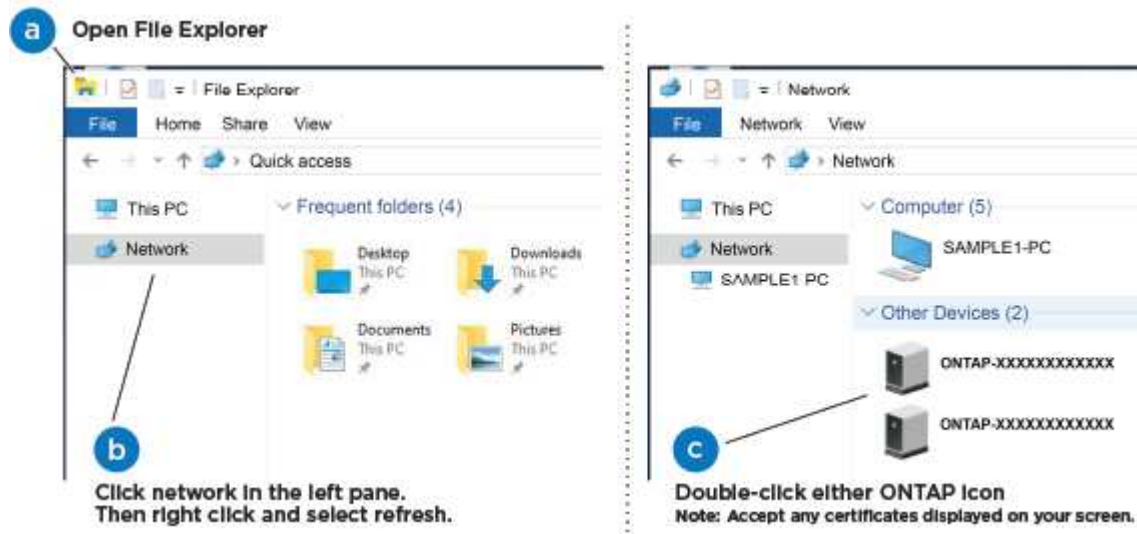 a Open File Explorer
File Explorer
File Home Share View
Quick access
This PC
Network
Frequent folders (4)
Desktop
This PC
Downloads
This PC
Documents
This PC
Pictures
This PC
b
Click network in the left pane.
Then right click and select refresh.
Network
File Network View
Network
This PC
Network
SAMPLE1 PC
Computer (5)
SAMPLE1-PC
Other Devices (2)
ONTAP-XXXXXXXXXXXX
ONTAP-XXXXXXXXXXXX
c
Double-click either ONTAP icon
Note: Accept any certificates displayed on your screen.